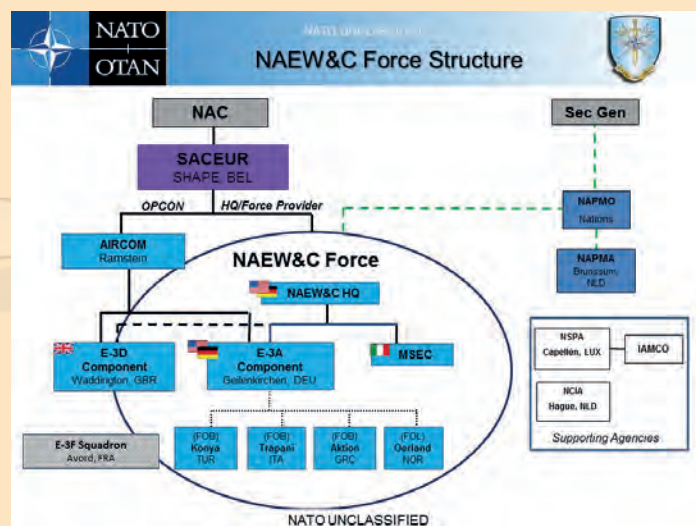 NATO
OTAN
NATO UNCLASSIFIED
NAEW&C Force Structure
NAC
Sec Gen
SACEUR
SHAPE, BEL
OPCON
HQ/Force Provider
NAPMO
Nations
AIRCOM
Ramstein
NAEW&C Force
NAPMA
Brunssum,
NLD
NAEW&C HQ
E-3D
Component
Waddington, GBR
E-3A
Component
Geilenkirchen, DEU
MSEC
NSPA
Capellen, LUX
IAMCO
NCIA
Hague, NLD
Supporting Agencies
E-3F Squadron
Avord, FRA
(FOB)
Konya
TUR
(FOB)
Trapani
ITA
(FOB)
Aktion
GRC
(FOL)
Oerland
NOR
NATO UNCLASSIFIED